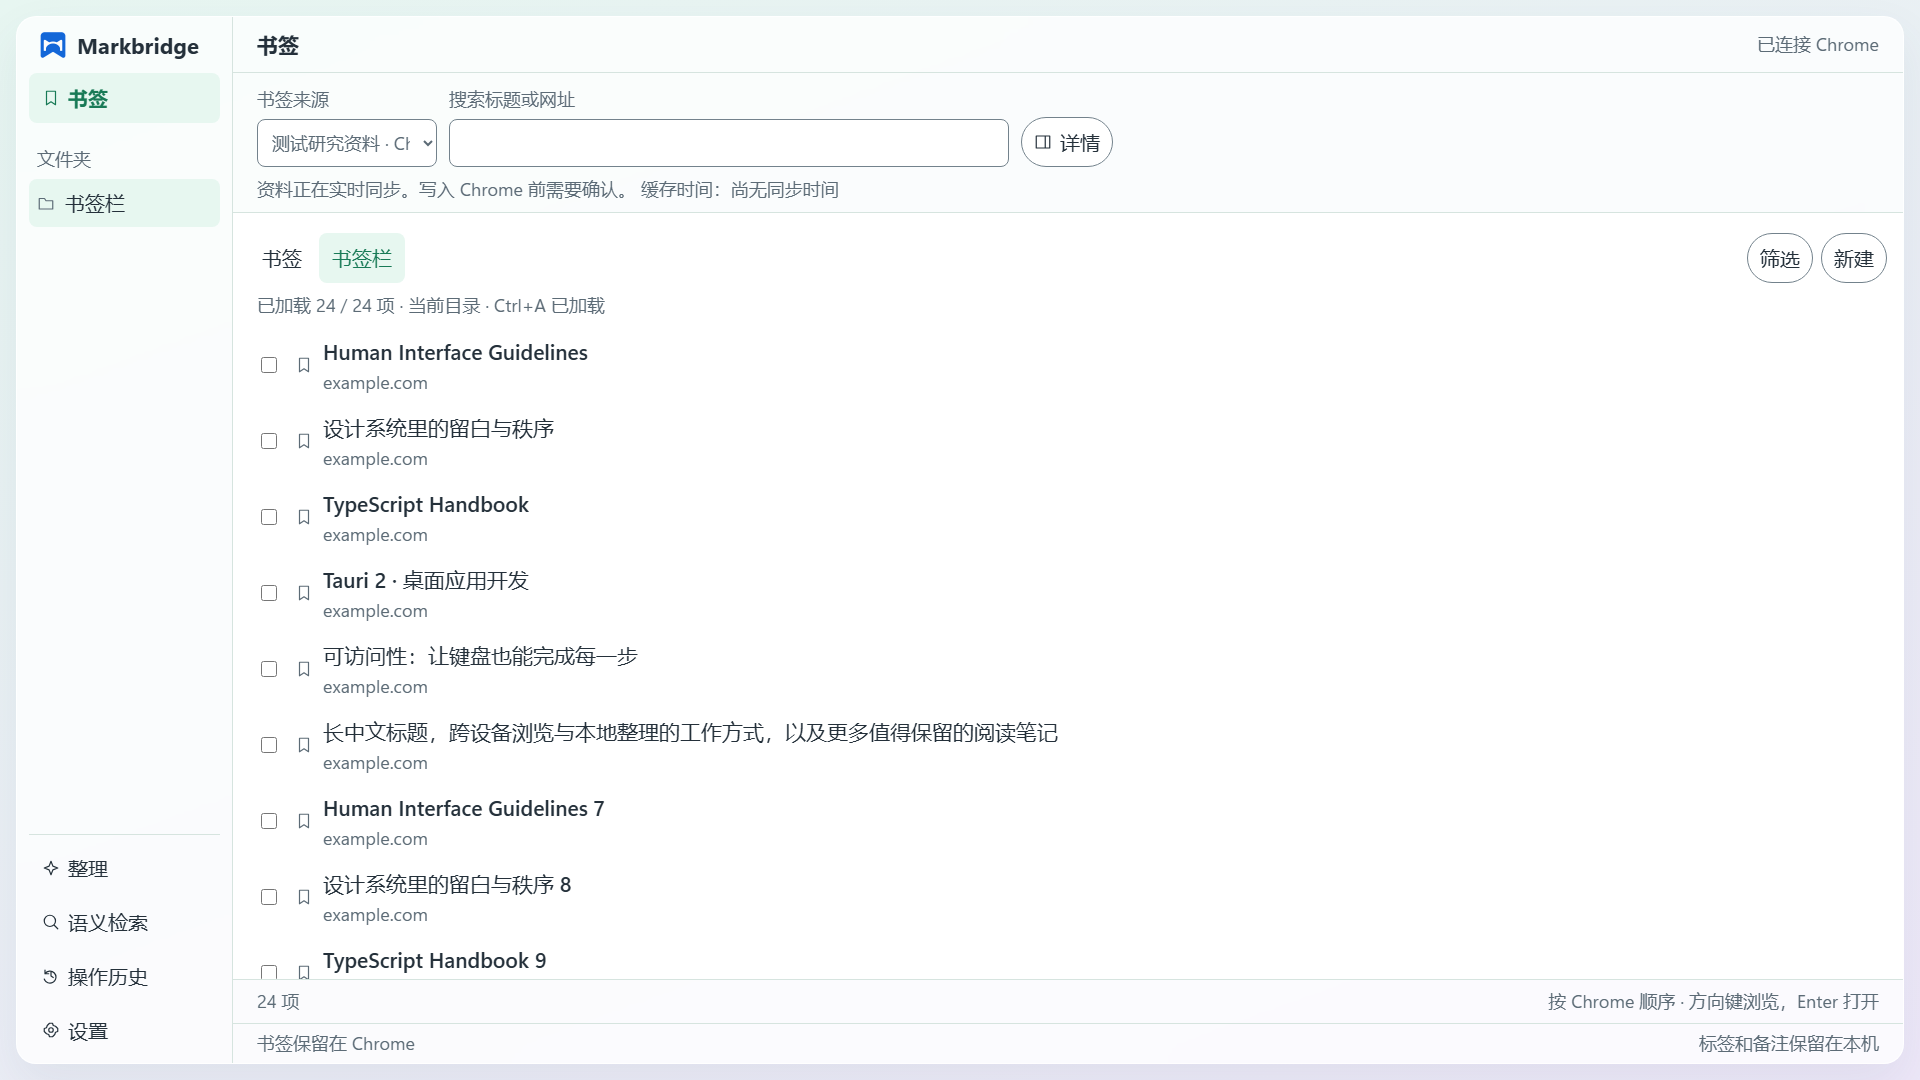 Markbridge
书签
文件夹
书签栏
整理
语义检索
操作历史
设置
书签
已连接 Chrome
书签来源
搜索标题或网址
测试研究资料 · Ch
详情
资料正在实时同步。写入 Chrome 前需要确认。 缓存时间：尚无同步时间
书签
书签栏
筛选
新建
已加载 24 / 24 项 · 当前目录 · Ctrl+A 已加载
Human Interface Guidelines
example.com
设计系统里的留白与秩序
example.com
TypeScript Handbook
example.com
Tauri 2 · 桌面应用开发
example.com
可访问性：让键盘也能完成每一步
example.com
长中文标题，跨设备浏览与本地整理的工作方式，以及更多值得保留的阅读笔记
example.com
Human Interface Guidelines 7
example.com
设计系统里的留白与秩序 8
example.com
TypeScript Handbook 9
24 项
按 Chrome 顺序 · 方向键浏览，Enter 打开
书签保留在 Chrome
标签和备注保留在本机